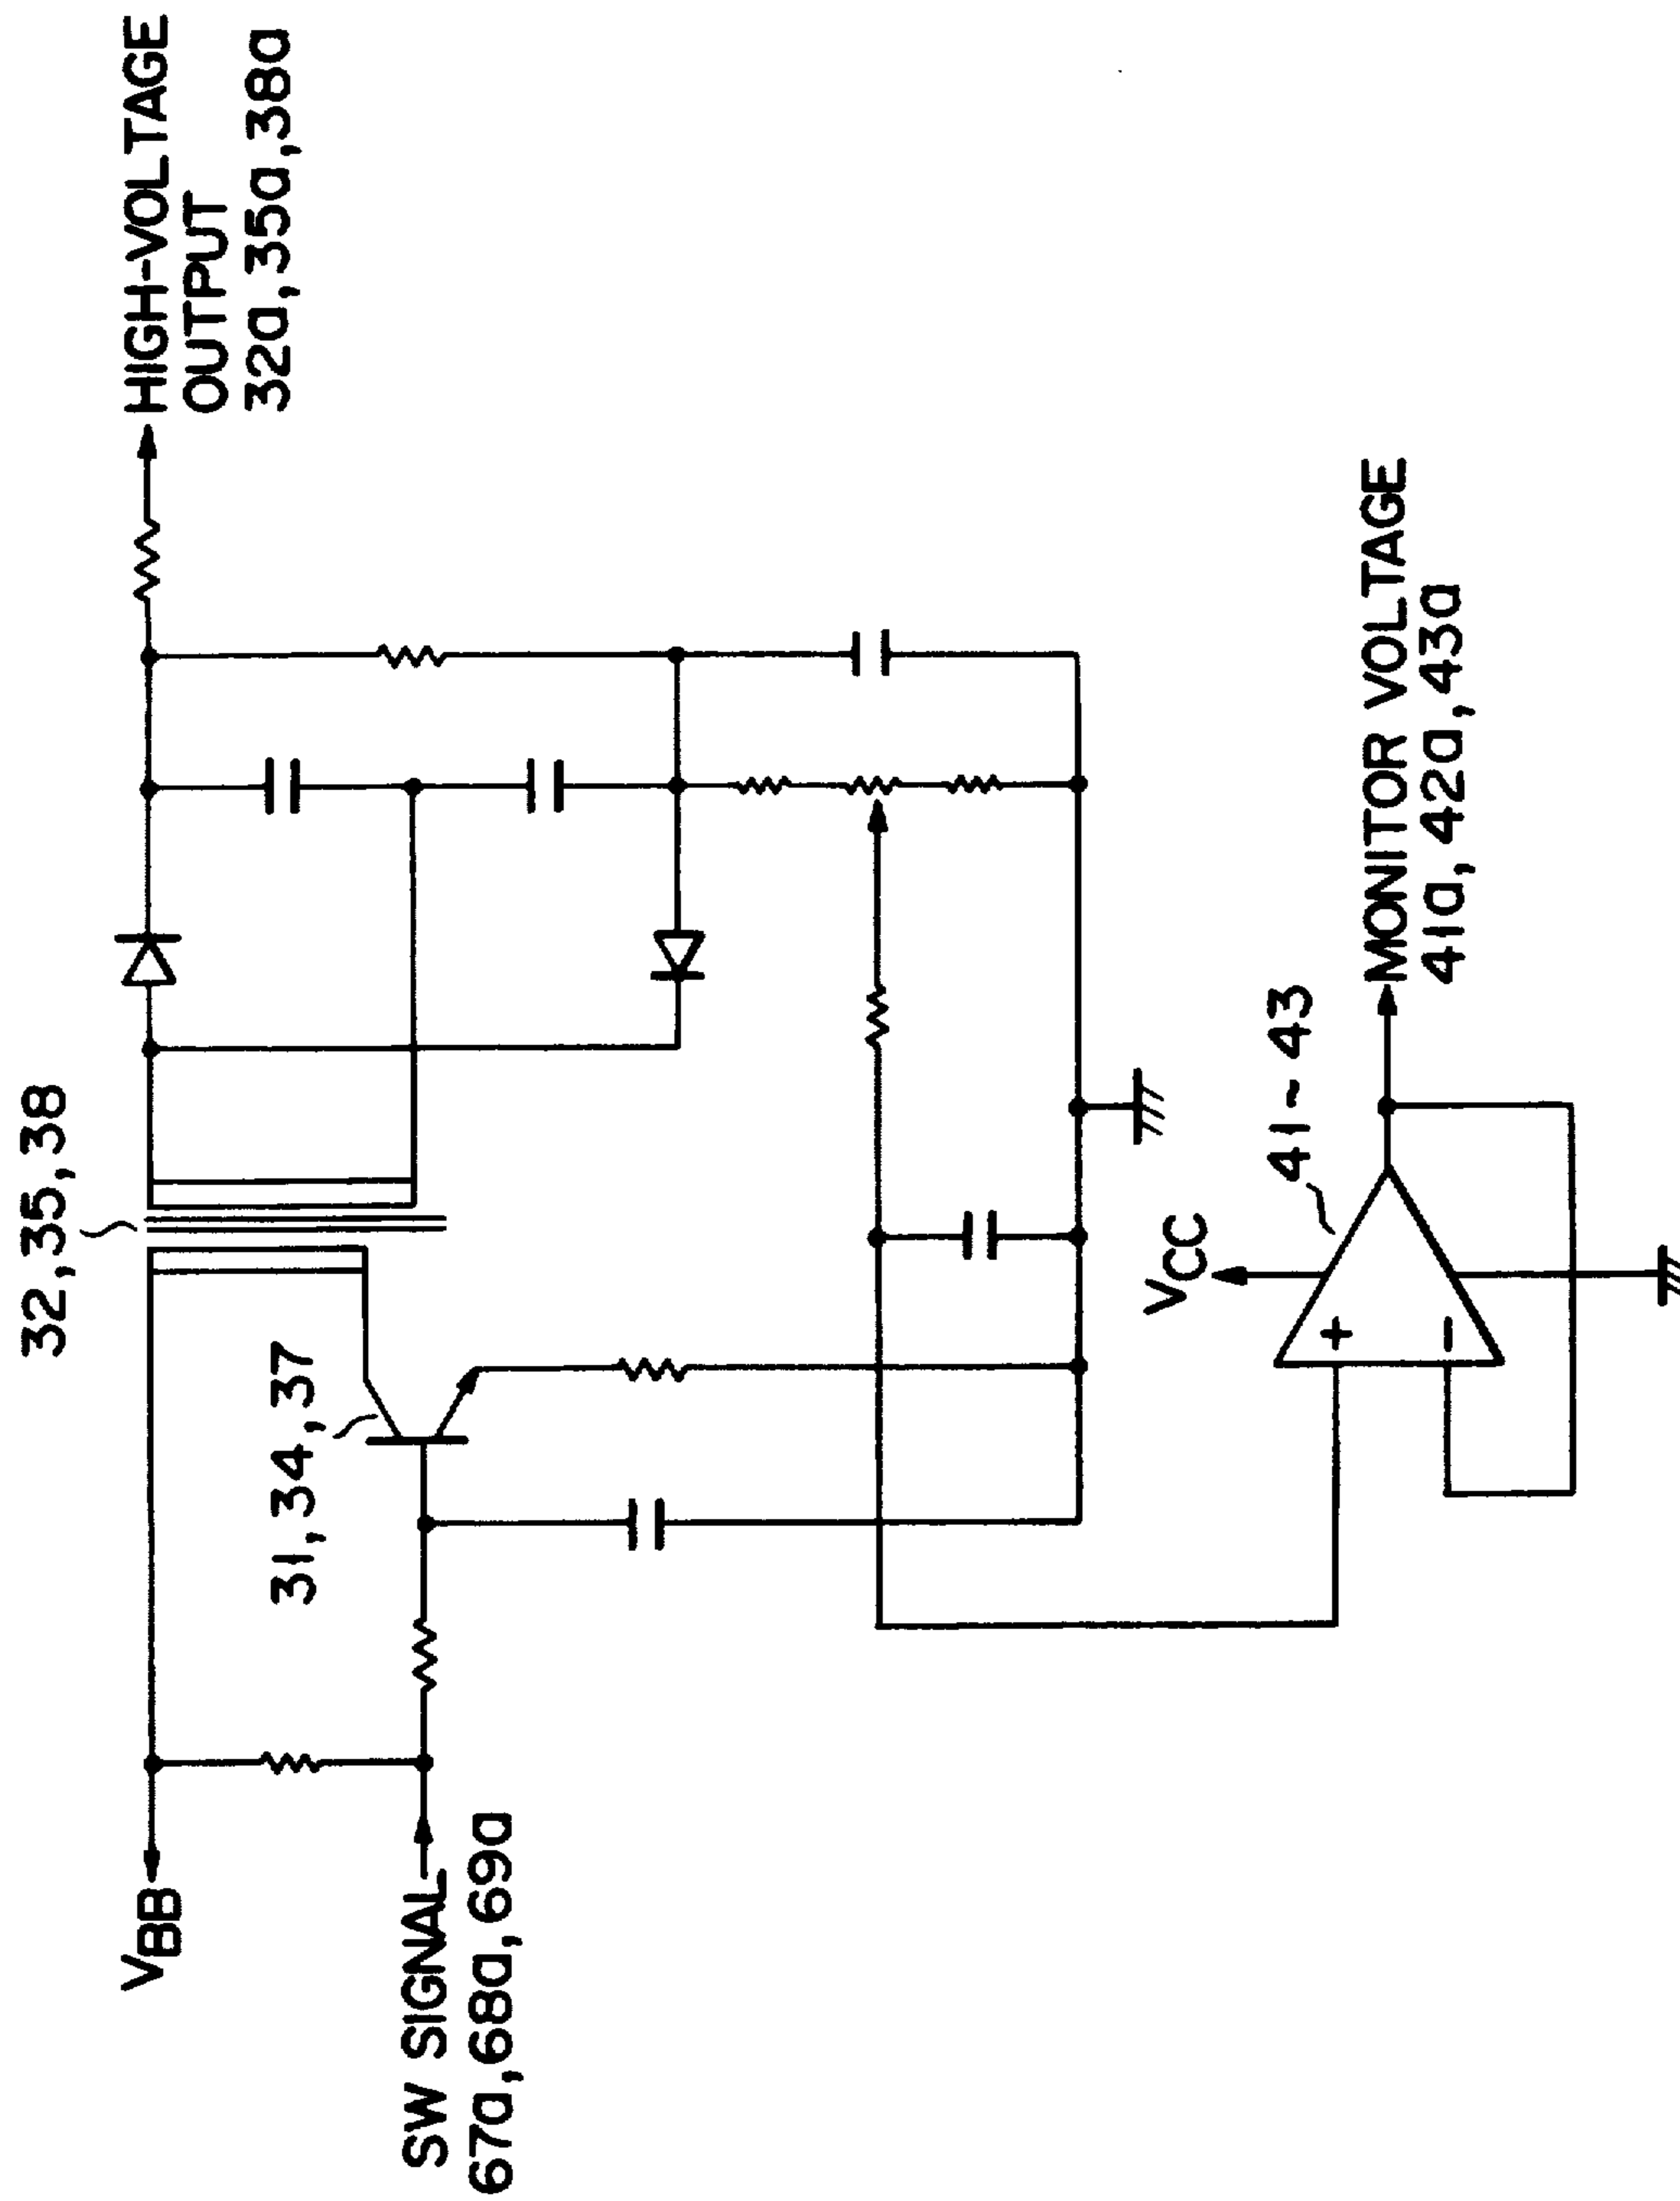 32,35,38
HIGH-VOLTAGE
OUTPUT
32a,35a,38a
VBB
31,34,37
SW SIGNAL
67a,68a,69a
VCC
41~43
+
−
MONITOR VOLTAGE
41a,42a,43a